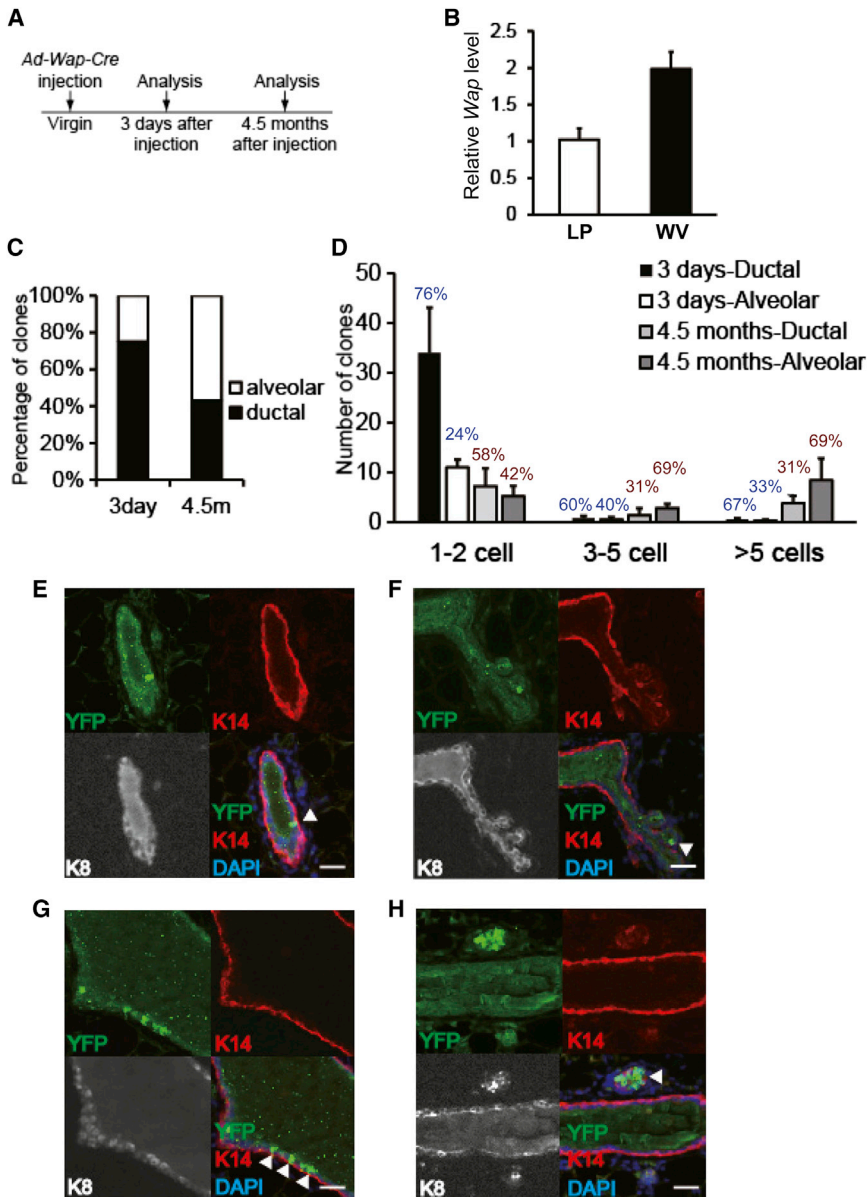 A
Ad-Wap-Cre
injection
Analysis
Analysis
Virgin
3 days after
injection
4.5 months
after injection
B
Relative Wap level
2.5
2
1.5
1
0.5
0
LP
WV
C
Percentage of clones
100%
80%
60%
40%
20%
0%
3day
4.5m
alveolar
ductal
D
Number of clones
50
40
30
20
10
0
3 days-Ductal
3 days-Alveolar
4.5 months-Ductal
4.5 months-Alveolar
76%
24%
58%
42%
60%
40%
31%
69%
67%
33%
31%
69%
1-2 cell
3-5 cell
>5 cells
E
YFP
K14
K8
YFP
K14
DAPI
F
YFP
K14
K8
YFP
K14
DAPI
G
YFP
K14
K8
YFP
K14
DAPI
H
YFP
K14
K8
YFP
K14
DAPI